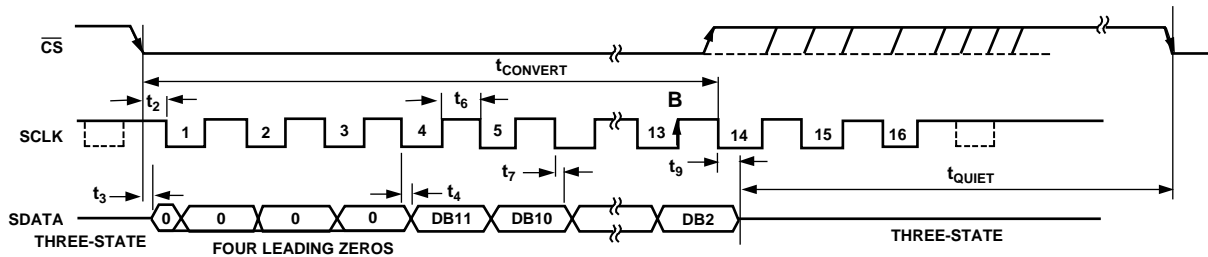 CS
tCONVERT
t2
t6
B
SCLK
1 2 3 4 5 13 14 15 16
t3
t4
t7
t9
tQUIET
SDATA
0 0 0 0 DB11 DB10 DB2
THREE-STATE
FOUR LEADING ZEROS
THREE-STATE